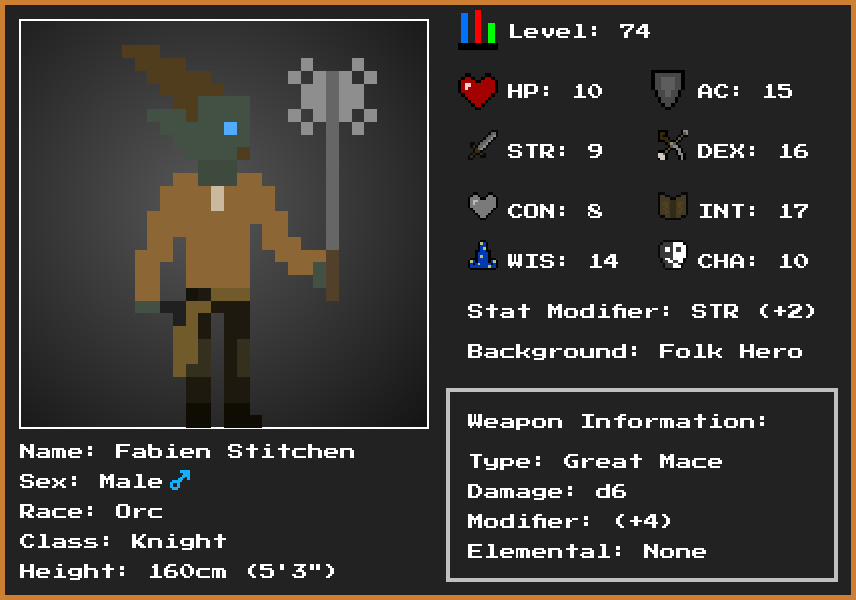 Level: 74
HP: 10
AC: 15
STR: 9
DEX: 16
CON: 8
INT: 17
WIS: 14
CHA: 10
Stat Modifier: STR (+2)
Background: Folk Hero
Weapon Information:
Type: Great Mace
Damage: d6
Modifier: (+4)
Elemental: None
Name: Fabien Stitchen
Sex: Male ♂
Race: Orc
Class: Knight
Height: 160cm (5'3")